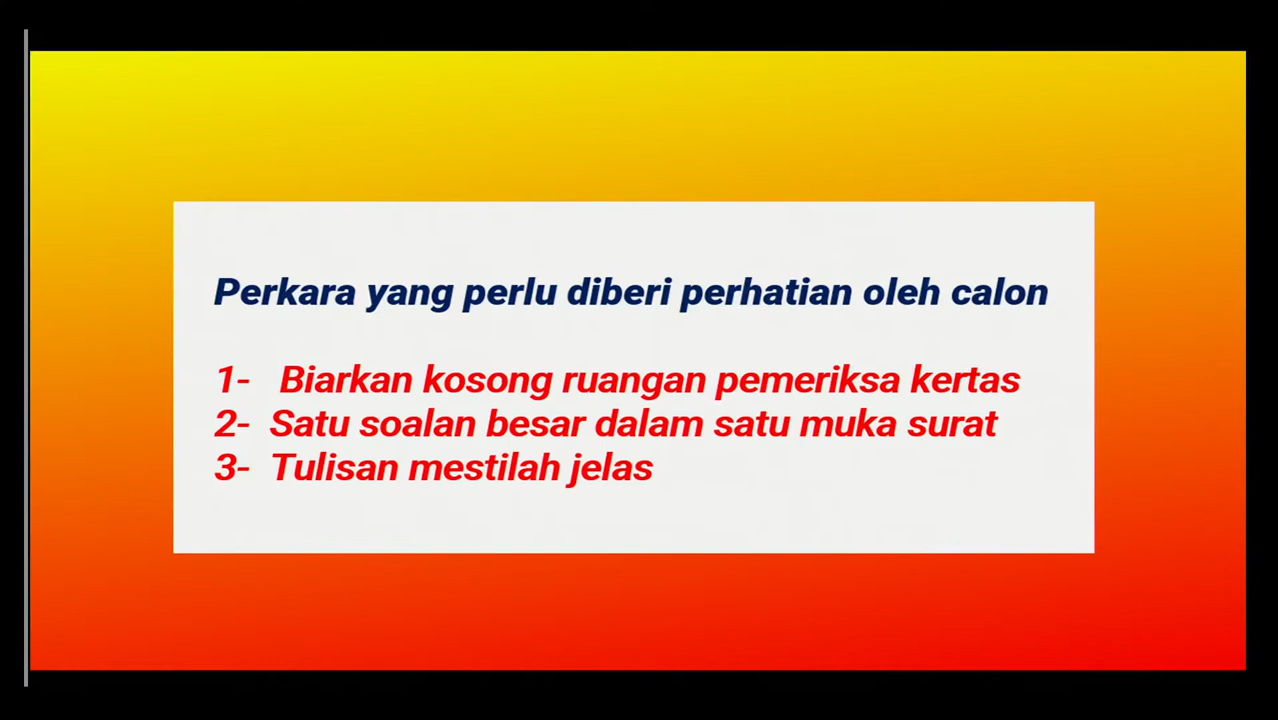 Perkara yang perlu diberi perhatian oleh calon
1- Biarkan kosong ruangan pemeriksa kertas
2- Satu soalan besar dalam satu muka surat
3- Tulisan mestilah jelas